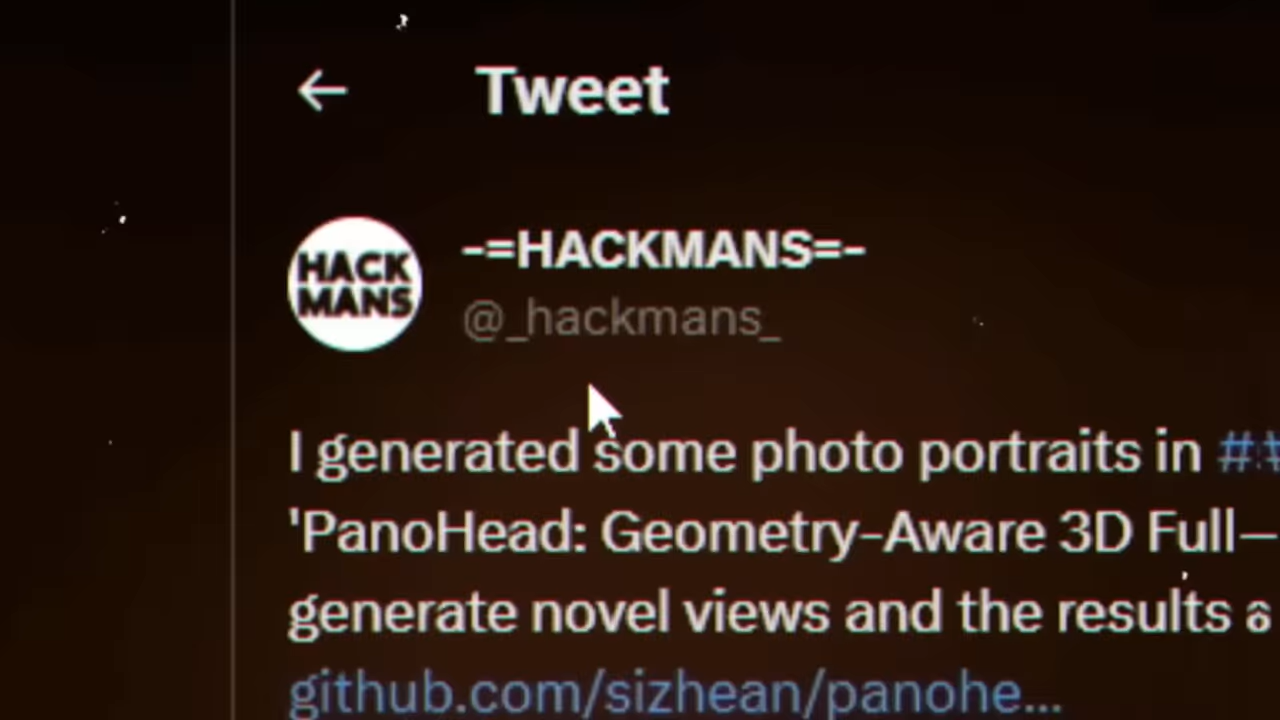 Tweet
HACK
MANS
-=HACKMANS=-
@_hackmans_
I generated some photo portraits in
'PanoHead: Geometry-Aware 3D Full-
generate novel views and the results
github.com/sizhean/panohe...